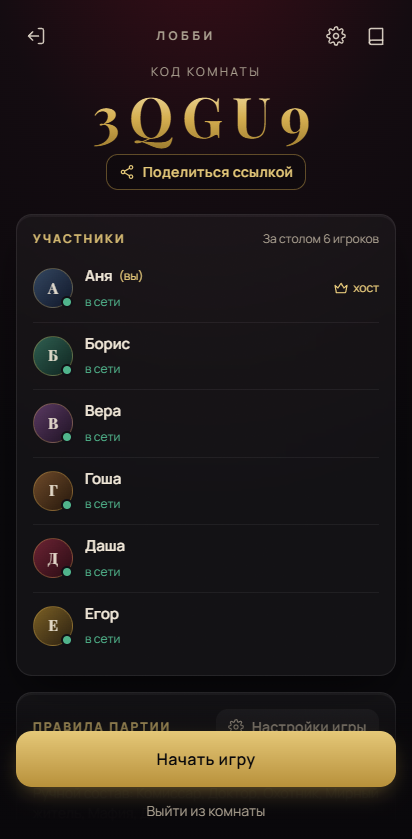 ЛОББИ
КОД КОМНАТЫ
3QGU9
Поделиться ссылкой
УЧАСТНИКИ
За столом 6 игроков
А
Аня (вы)
в сети
хост
Б
Борис
в сети
В
Вера
в сети
Г
Гоша
в сети
Д
Даша
в сети
Е
Егор
в сети
ПРАВИЛА ПАРТИИ
Настройки игры
Начать игру
Выйти из комнаты